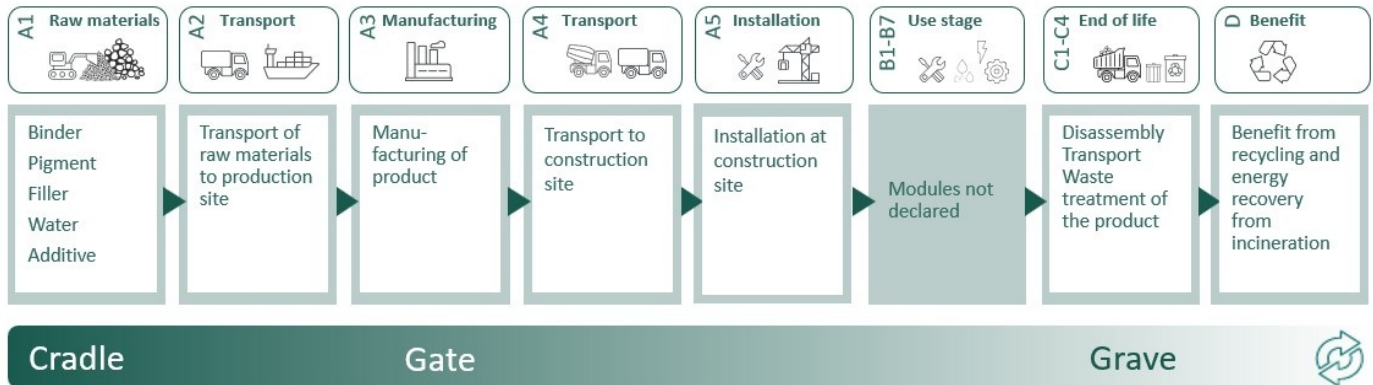 A1 Raw materials
A2 Transport
A3 Manufacturing
A4 Transport
A5 Installation
B1-B7 Use stage
C1-C4 End of life
D Benefit
Binder
Pigment
Filler
Water
Additive
Transport of
raw materials
to production
site
Manu-
facturing of
product
Transport to
construction
site
Installation at
construction
site
Modules not
declared
Disassembly
Transport
Waste
treatment of
the product
Benefit from
recycling and
energy
recovery
from
incineration
Cradle
Gate
Grave